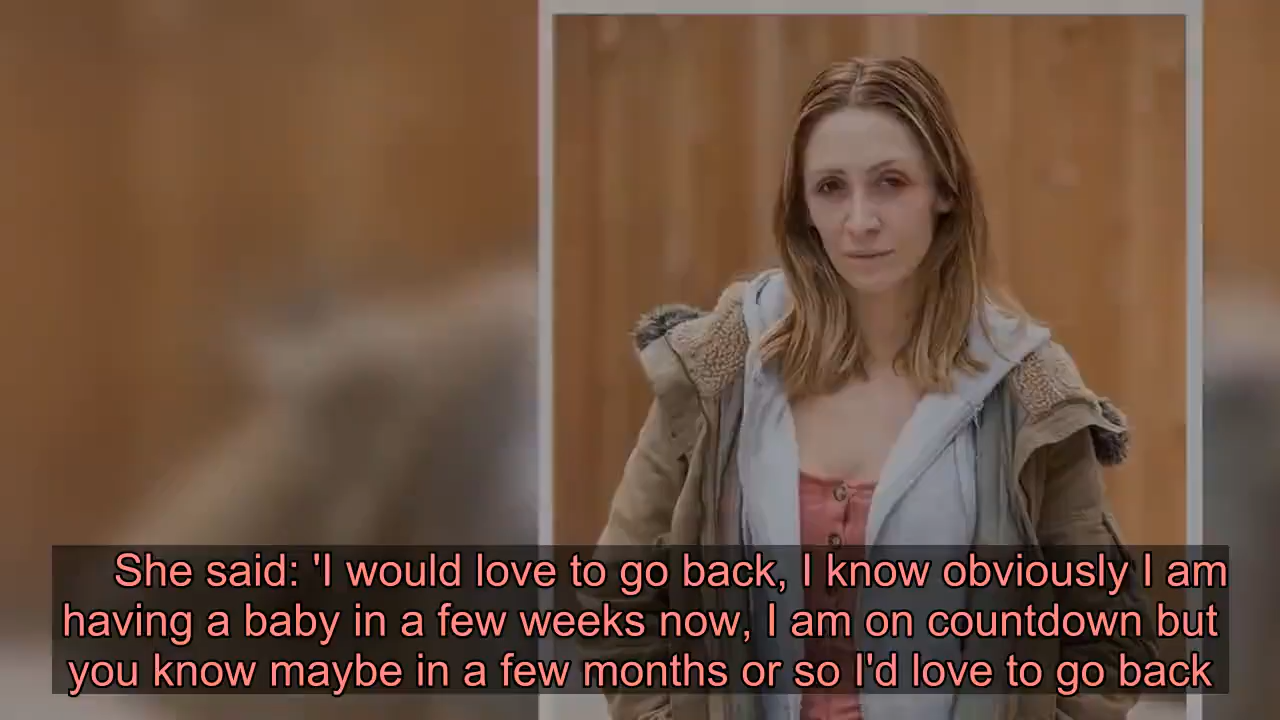 She said: 'I would love to go back, I know obviously I am
having a baby in a few weeks now, I am on countdown but
you know maybe in a few months or so I'd love to go back